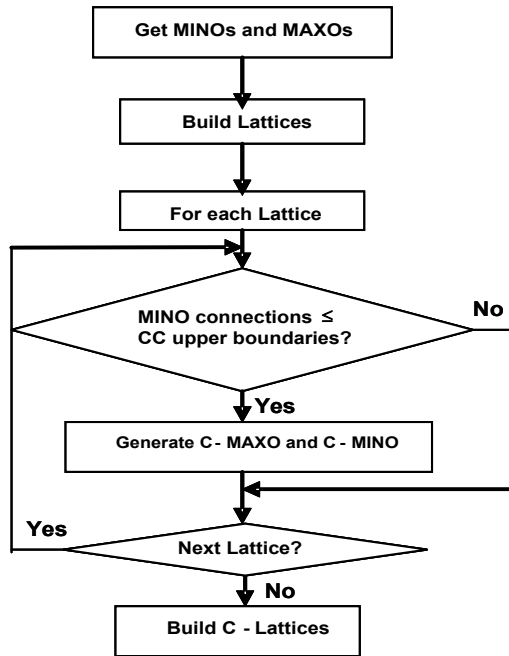 Get MINOs and MAXOs
Build Lattices
For each Lattice
MINO connections ≤
CC upper boundaries?
No
Yes
Generate C - MAXO and C - MINO
Yes
Next Lattice?
No
Build C - Lattices